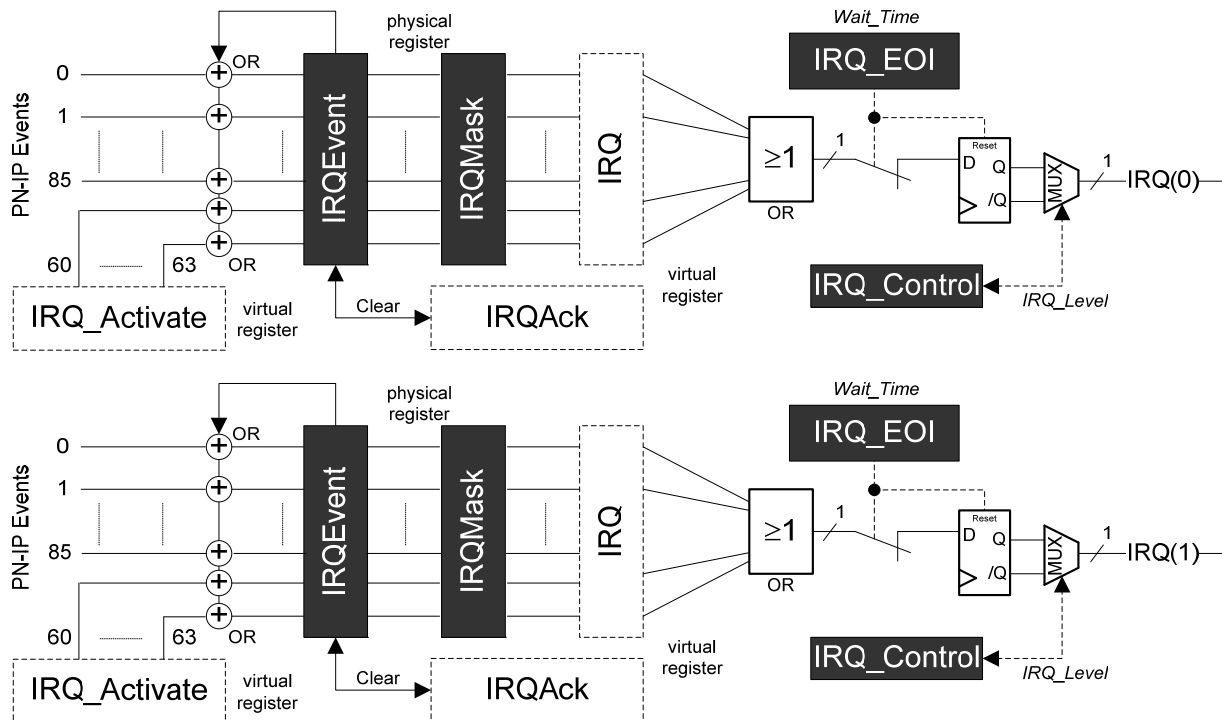 Wait_Time
physical
register
IRQ_EOI
OR
0
1
85
PN-IP Events
+
+
+
+
+
OR
60
63
IRQEvent
IRQMask
IRQ
≥1
OR
1
Reset
D
Q
/Q
MUX
1
IRQ(0)
IRQ_Control
IRQ_Level
virtual
register
IRQ_Activate
virtual
register
Clear
IRQAck
Wait_Time
physical
register
IRQ_EOI
OR
0
1
85
PN-IP Events
+
+
+
+
+
OR
60
63
IRQEvent
IRQMask
IRQ
≥1
OR
1
Reset
D
Q
/Q
MUX
1
IRQ(1)
IRQ_Control
IRQ_Level
virtual
register
IRQ_Activate
virtual
register
Clear
IRQAck